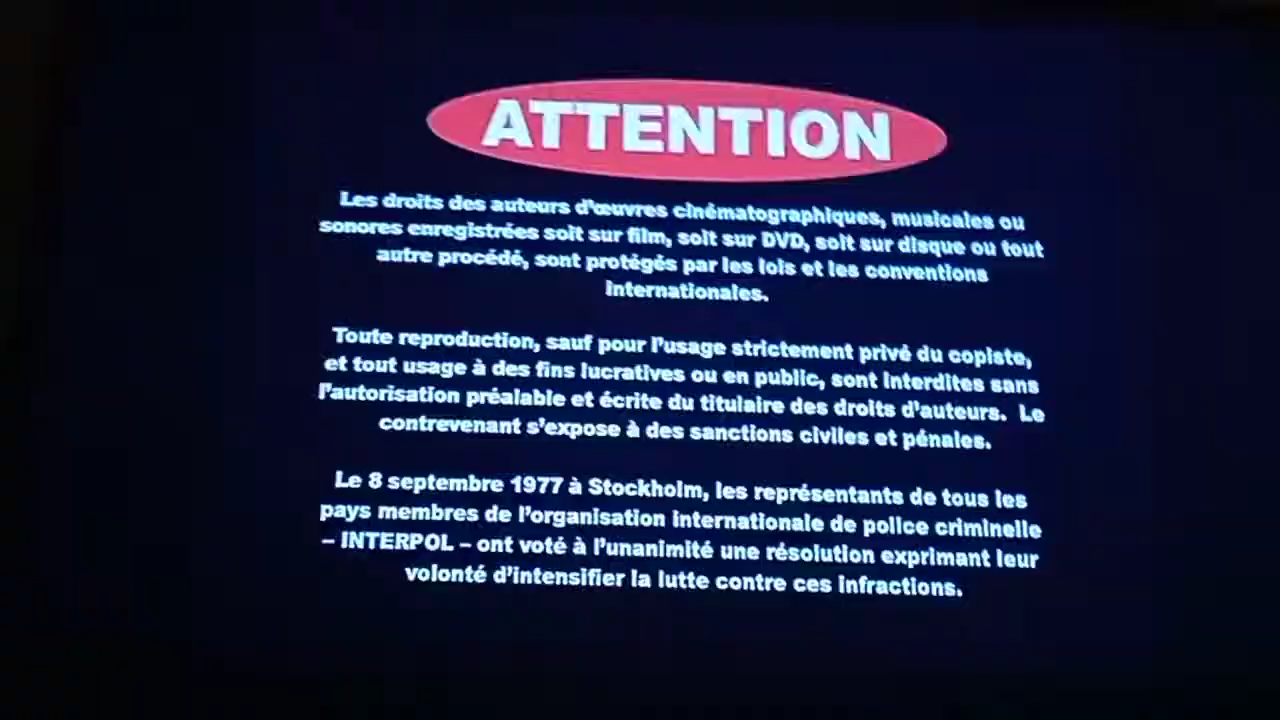 ATTENTION
Les droits des auteurs d'œuvres cinématographiques, musicales ou
sonores enregistrées soit sur film, soit sur DVD, soit sur disque ou tout
autre procédé, sont protégés par les lois et les conventions
internationales.
Toute reproduction, sauf pour l'usage strictement privé du copiste,
et tout usage à des fins lucratives ou en public, sont interdites sans
l'autorisation préalable et écrite du titulaire des droits d'auteurs. Le
contrevenant s'expose à des sanctions civiles et pénales.
Le 8 septembre 1977 à Stockholm, les représentants de tous les
pays membres de l'organisation internationale de police criminelle
– INTERPOL – ont voté à l'unanimité une résolution exprimant leur
volonté d'intensifier la lutte contre ces infractions.